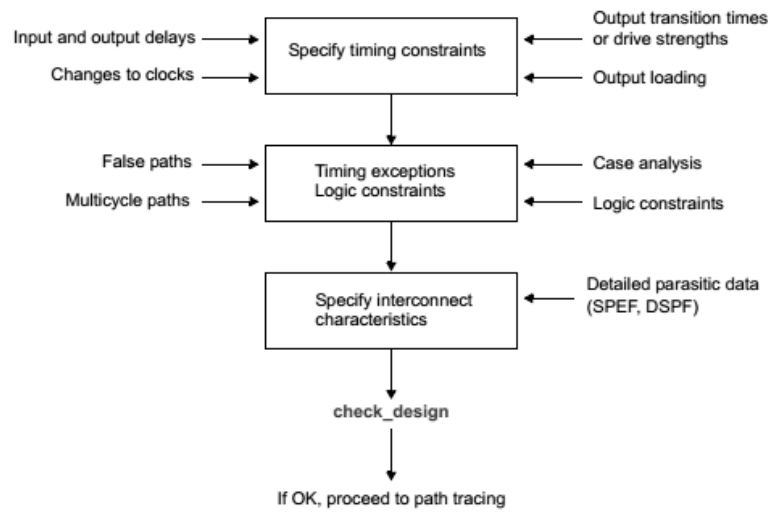 Input and output delays
Changes to clocks
Specify timing constraints
Output transition times
or drive strengths
Output loading
False paths
Multicycle paths
Timing exceptions
Logic constraints
Case analysis
Logic constraints
Specify interconnect
characteristics
Detailed parasitic data
(SPEF, DSPF)
check_design
If OK, proceed to path tracing